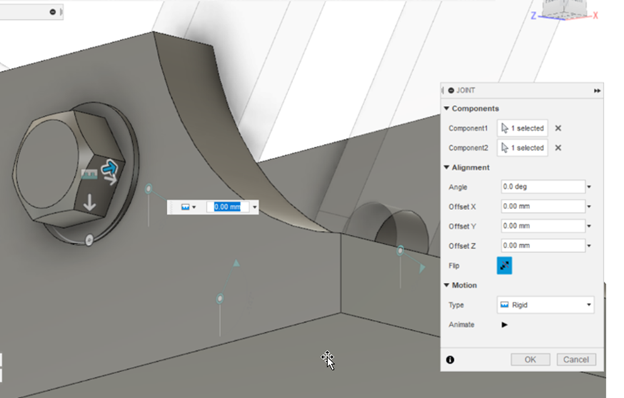 Z
X
JOINT
Components
Component1
1 selected
Component2
1 selected
Alignment
Angle
0.0 deg
Offset X
0.00 mm
Offset Y
0.00 mm
Offset Z
0.00 mm
Flip
Motion
Type
Rigid
Animate
OK
Cancel
0.00 mm